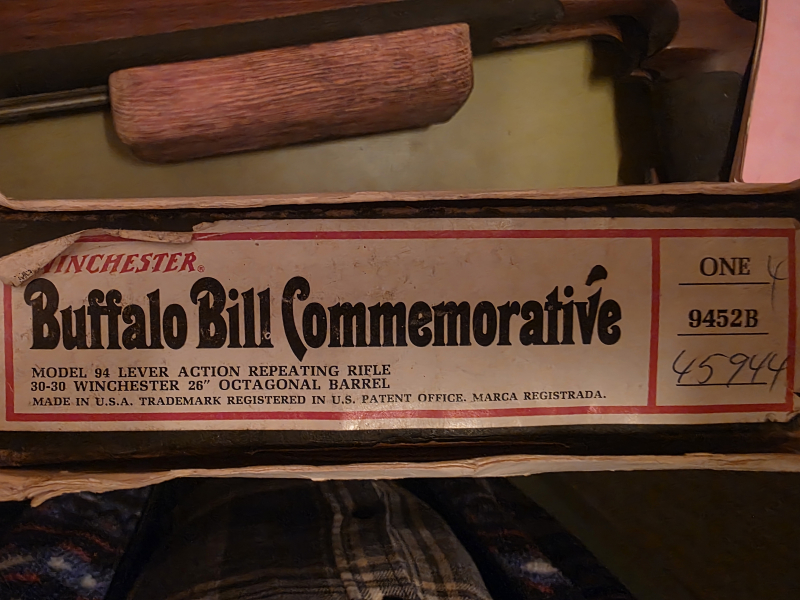 WINCHESTER®
Buffalo Bill Commemorative
MODEL 94 LEVER ACTION REPEATING RIFLE
30-30 WINCHESTER 26" OCTAGONAL BARREL
MADE IN U.S.A. TRADEMARK REGISTERED IN U.S. PATENT OFFICE. MARCA REGISTRADA.
ONE
9452B
45944